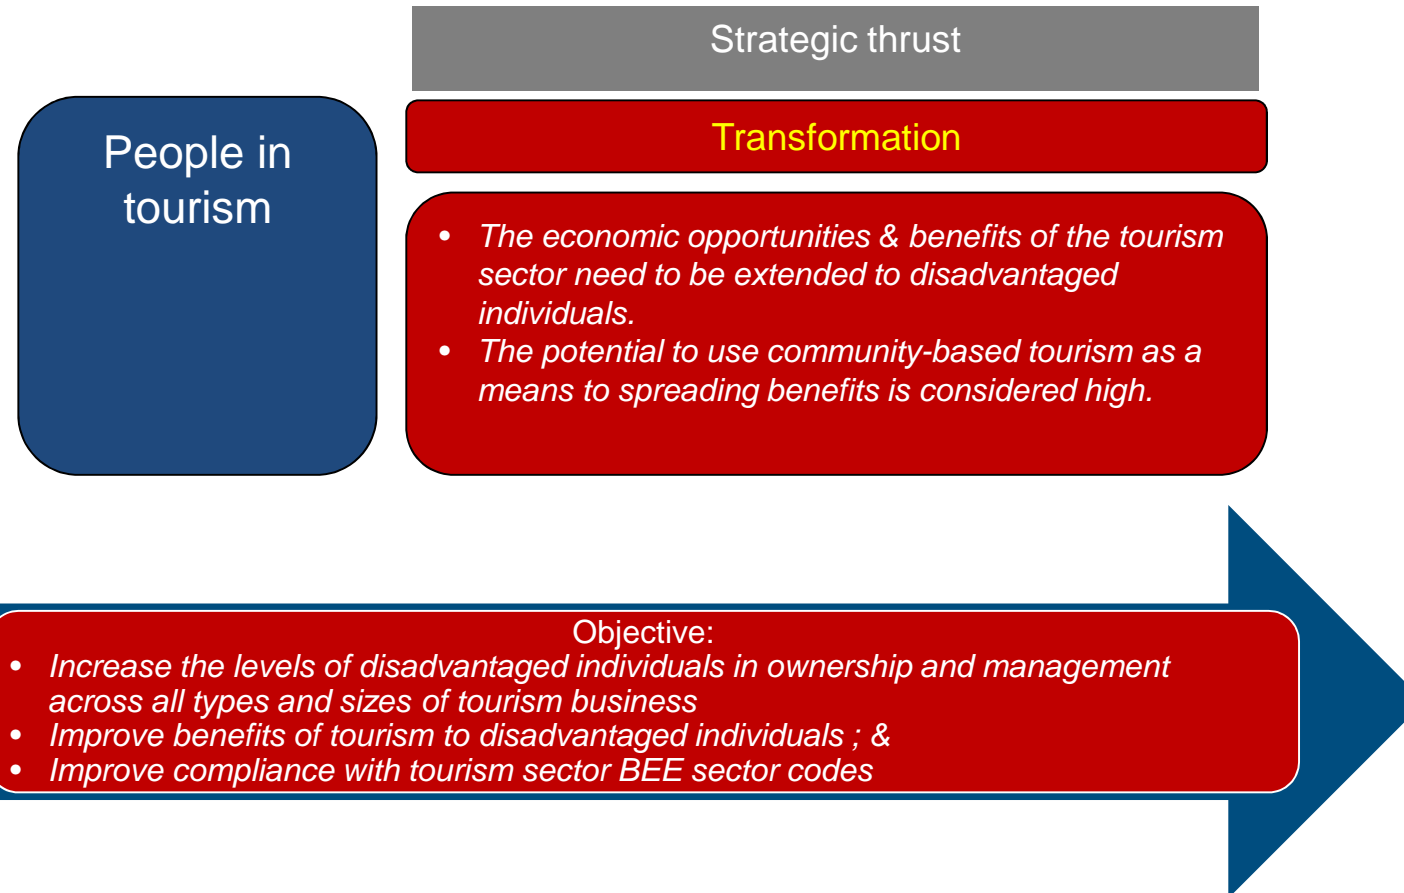 Strategic thrust
People in
tourism
Transformation
• The economic opportunities & benefits of the tourism
sector need to be extended to disadvantaged
individuals.
• The potential to use community-based tourism as a
means to spreading benefits is considered high.
Objective:
• Increase the levels of disadvantaged individuals in ownership and management
across all types and sizes of tourism business
• Improve benefits of tourism to disadvantaged individuals ; &
• Improve compliance with tourism sector BEE sector codes